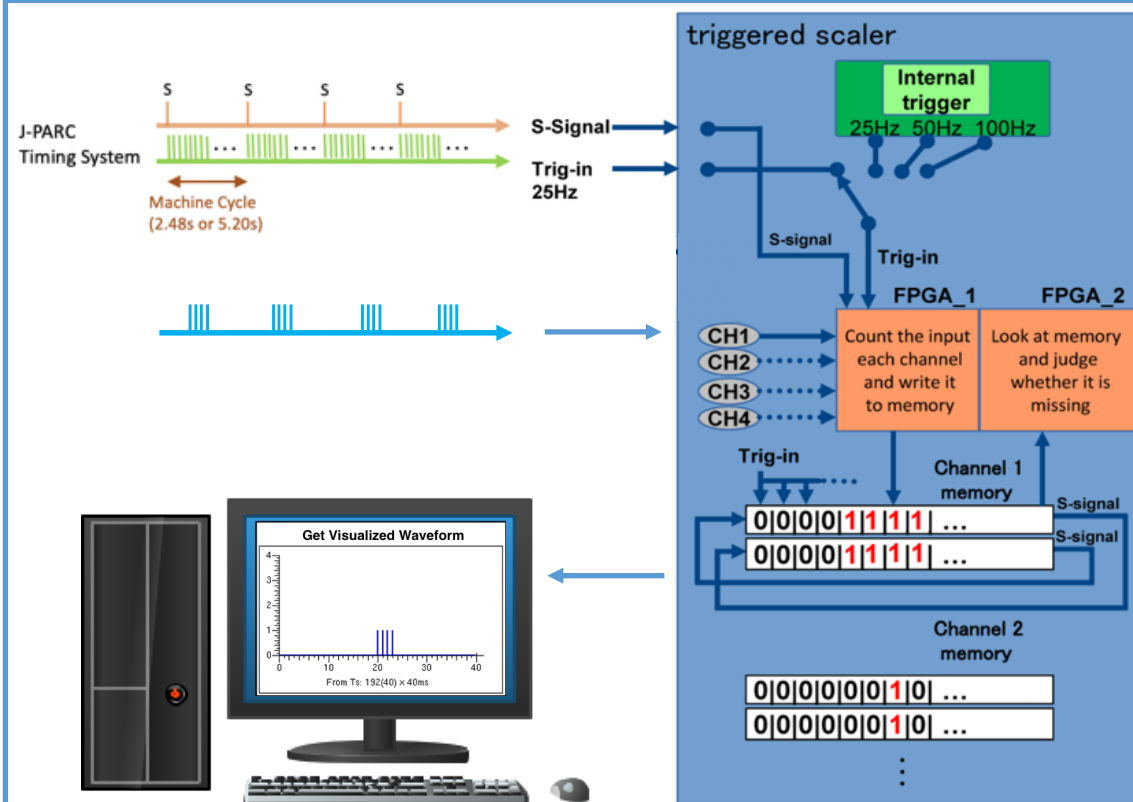 triggered scaler
Internal
trigger
25Hz 50Hz 100Hz
S S S S
J-PARC
Timing System
... ... ... ...
S-Signal
Trig-in
25Hz
Machine Cycle
(2.48s or 5.20s)
S-signal
Trig-in
FPGA_1 FPGA_2
CH1
CH2
CH3
CH4
Count the input
each channel
and write it
to memory
Look at memory
and judge
whether it is
missing
Trig-in
Channel 1
memory
S-signal
0|0|0|0|1|1|1|1| ...
S-signal
0|0|0|0|1|1|1|1| ...
Channel 2
memory
0|0|0|0|0|0|1|0| ...
0|0|0|0|0|0|1|0| ...
Get Visualized Waveform
4
3
2
1
0
0 10 20 30 40
From Ts: 192(40) × 40ms